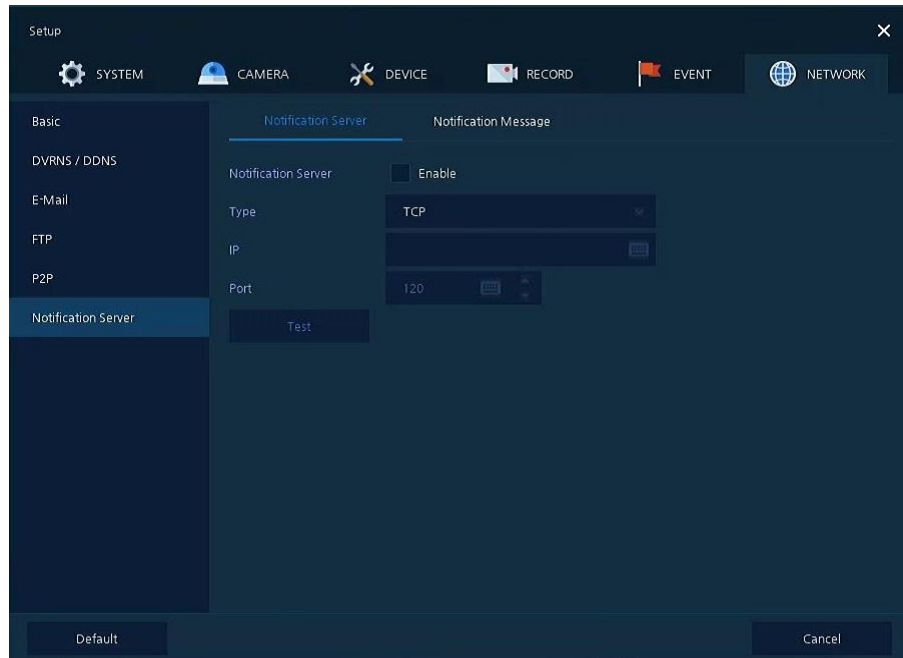 Setup
SYSTEM CAMERA DEVICE RECORD EVENT NETWORK
Basic
DVRNS / DDNS
E-Mail
FTP
P2P
Notification Server
Notification Server Notification Message
Notification Server Enable
Type TCP
IP
Port 120
Test
Default Cancel